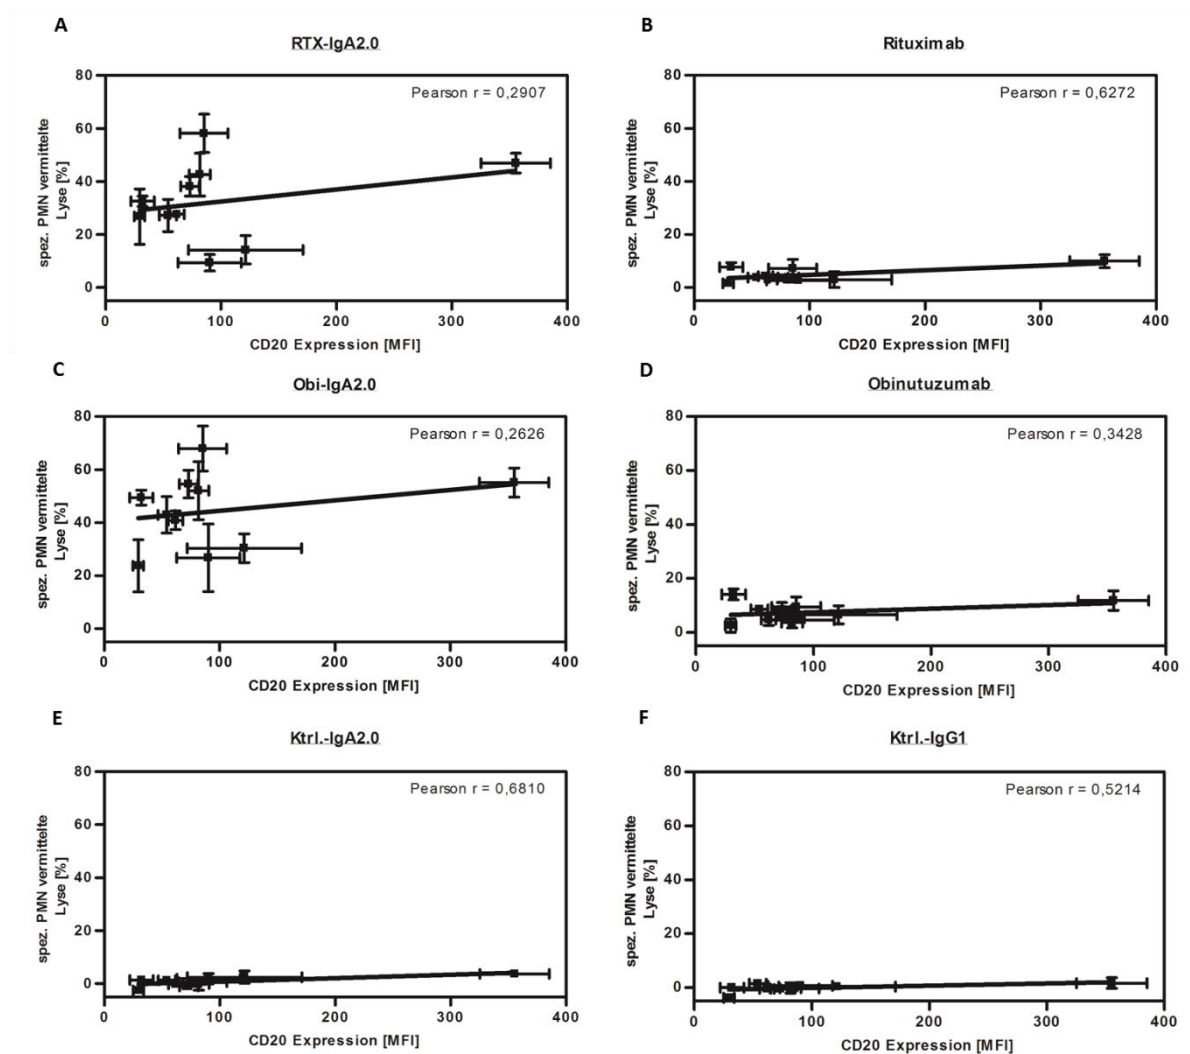 A
RTX-IgA2.0
Pearson r = 0,2907
spez. PMN vermittelte
Lyse [%]
80
60
40
20
0
0 100 200 300 400
CD20 Expression [MFI]
B
Rituximab
Pearson r = 0,6272
spez. PMN vermittelte
Lyse [%]
80
60
40
20
0
0 100 200 300 400
CD20 Expression [MFI]
C
Obi-IgA2.0
Pearson r = 0,2626
spez. PMN vermittelte
Lyse [%]
80
60
40
20
0
0 100 200 300 400
CD20 Expression [MFI]
D
Obinutuzumab
Pearson r = 0,3428
spez. PMN vermittelte
Lyse [%]
80
60
40
20
0
0 100 200 300 400
CD20 Expression [MFI]
E
Ktrl.-IgA2.0
Pearson r = 0,6810
spez. PMN vermittelte
Lyse [%]
80
60
40
20
0
0 100 200 300 400
CD20 Expression [MFI]
F
Ktrl.-IgG1
Pearson r = 0,5214
spez. PMN vermittelte
Lyse [%]
80
60
40
20
0
0 100 200 300 400
CD20 Expression [MFI]